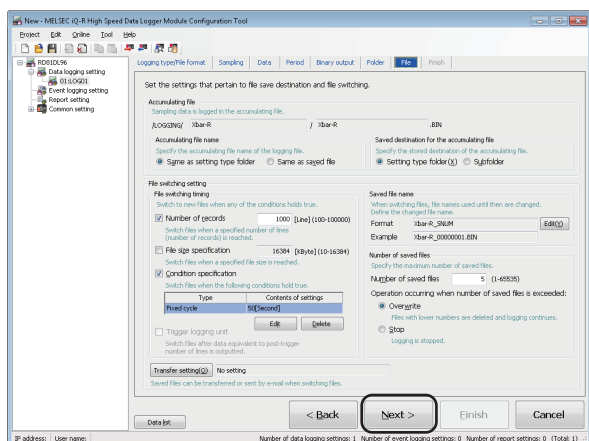 New - MELSEC iQ-R High Speed Data Logger Module Configuration Tool
Project Edit Online Tool Help
RD81DL96
Data logging setting
01:LOG01
Event logging setting
Report setting
Common setting
Logging type/File format Sampling Data Period Binary output Folder File Finish
Set the settings that pertain to file save destination and file switching.
Accumulating file
Sampling data is logged in the accumulating file.
/LOGGING/ Xbar-R / Xbar-R .BIN
Accumulating file name
Specify the accumulating file name of the logging file.
Same as setting type folder Same as saved file
Saved destination for the accumulating file
Specify the stored destination of the accumulating file.
Setting type folder(X) Subfolder
File switching setting
File switching timing
Switch to new files when any of the conditions holds true.
Number of records 1000 [Line] (100-100000)
Switch files when a specified number of lines
(number of records) is reached.
File size specification 16384 [KByte] (10-16384)
Switch files when a specified file size is reached.
Condition specification
Switch files when the following conditions hold true.
Type Contents of settings
Fixed cycle 50[Second]
Edit Delete
Trigger logging unit
Switch files after data equivalent to post-trigger
number of lines is outputted.
Saved file name
When switching files, file names used until then are changed.
Define the changed file name.
Format Xbar-R_SNUM Edit(Y)
Example Xbar-R_00000001.BIN
Number of saved files
Specify the maximum number of saved files.
Number of saved files 5 (1-65535)
Operation occurring when number of saved files is exceeded:
Overwrite
Files with lower numbers are deleted and logging continues.
Stop
Logging is stopped.
Transfer setting(Q) No setting
Saved files can be transferred or sent by e-mail when switching files.
Data list < Back Next > Finish Cancel
IP address: User name: Number of data logging settings: 1 Number of event logging settings: 0 Number of report settings: 0 (Total: 1)